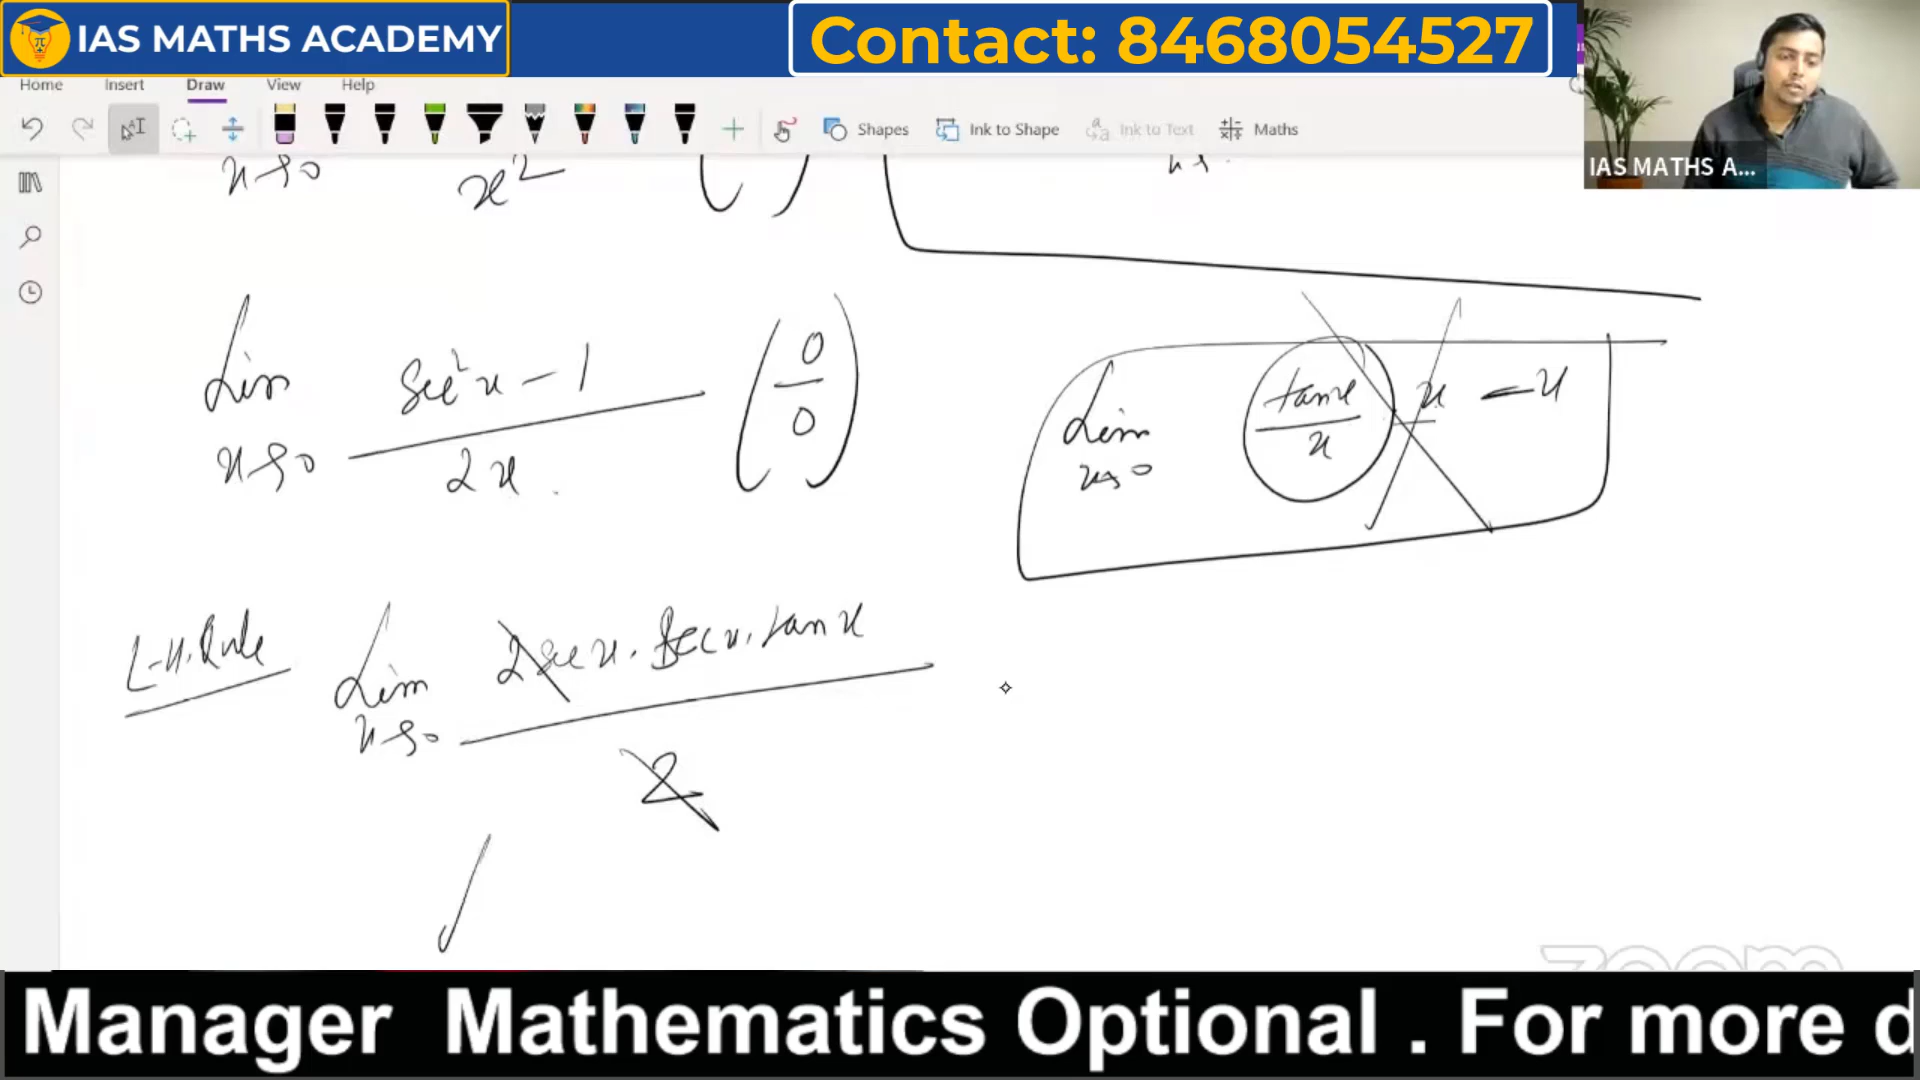 IAS MATHS ACADEMY
Contact: 8468054527
Home Insert Draw View Help
Shapes Ink to Shape Ink to Text Maths
IAS MATHS A...
x→0 x² ( )
Lim x→0 sec²x - 1 / 2x (0/0)
Lim x→0 tanx/x · x - x
L-H. Rule Lim x→0 2secx. secx. tanx / 2
zoom
Manager Mathematics Optional . For more d